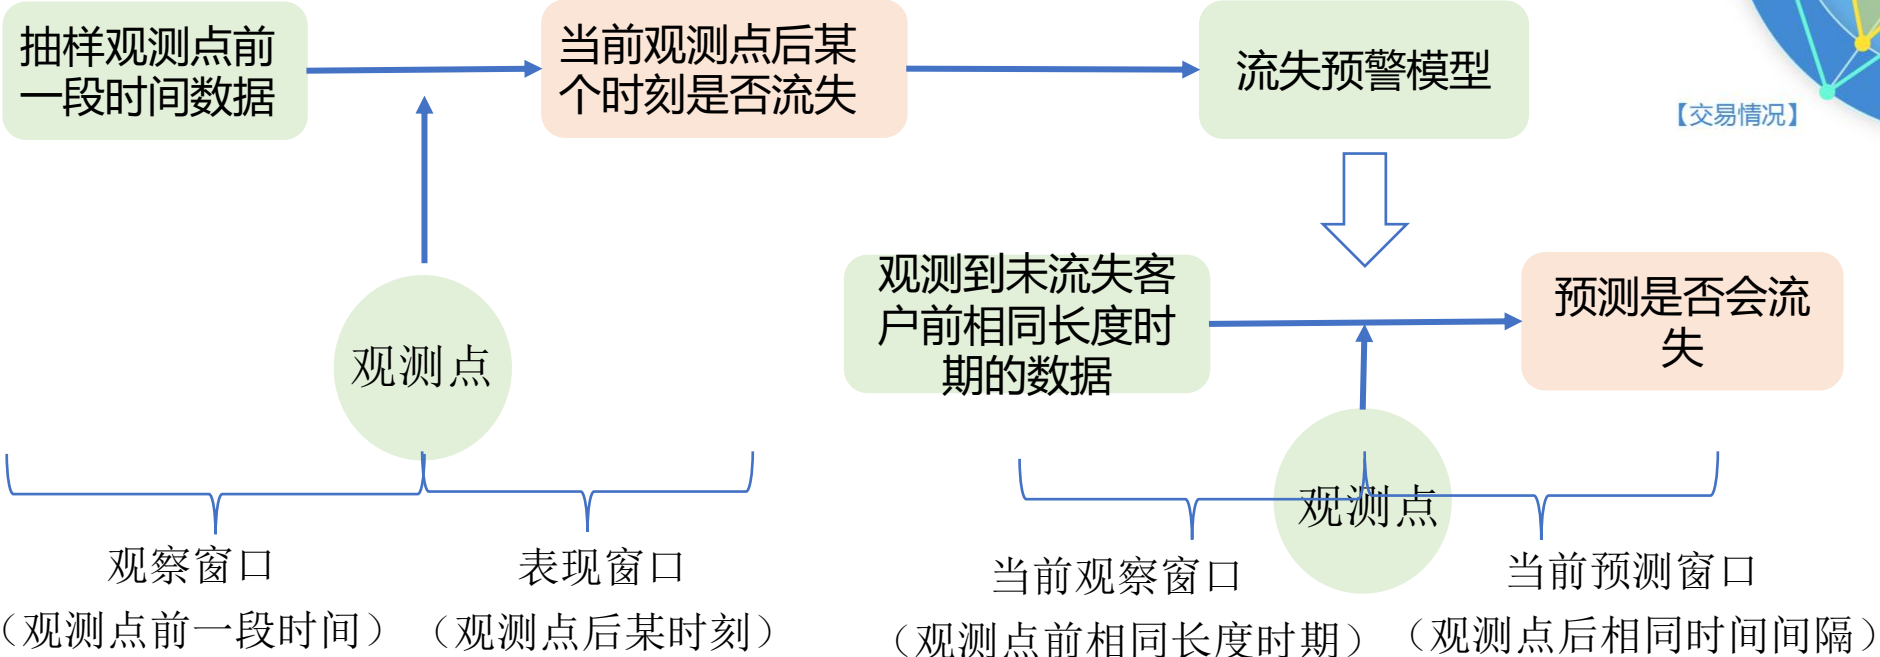 抽样观测点前
一段时间数据
当前观测点后某
个时刻是否流失
流失预警模型
【交易情况】
观测到未流失客
户前相同长度时
期的数据
预测是否会流
失
观测点
观测点
观察窗口
（观测点前一段时间）
表现窗口
（观测点后某时刻）
当前观察窗口
（观测点前相同长度时期）
当前预测窗口
（观测点后相同时间间隔）